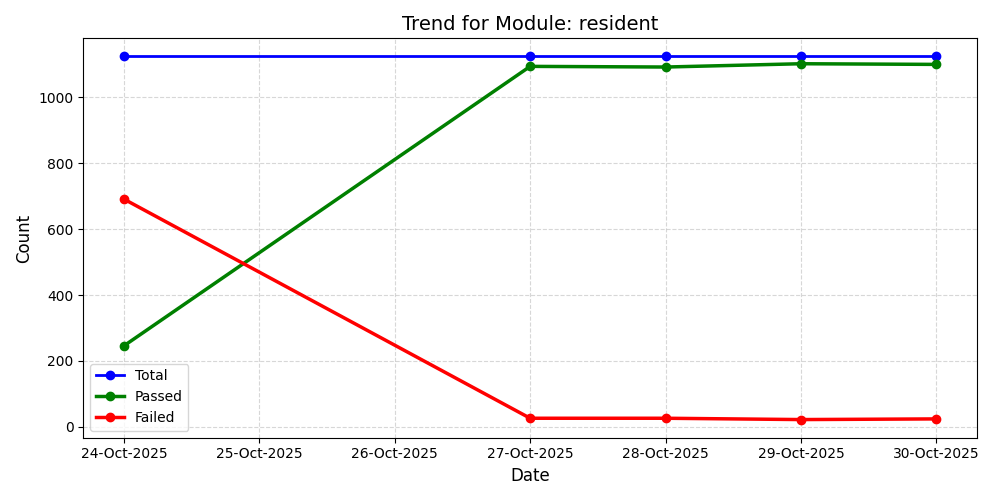 Trend for Module: resident
Count
1000
800
600
400
200
0
Total
Passed
Failed
24-Oct-2025 25-Oct-2025 26-Oct-2025 27-Oct-2025 28-Oct-2025 29-Oct-2025 30-Oct-2025
Date